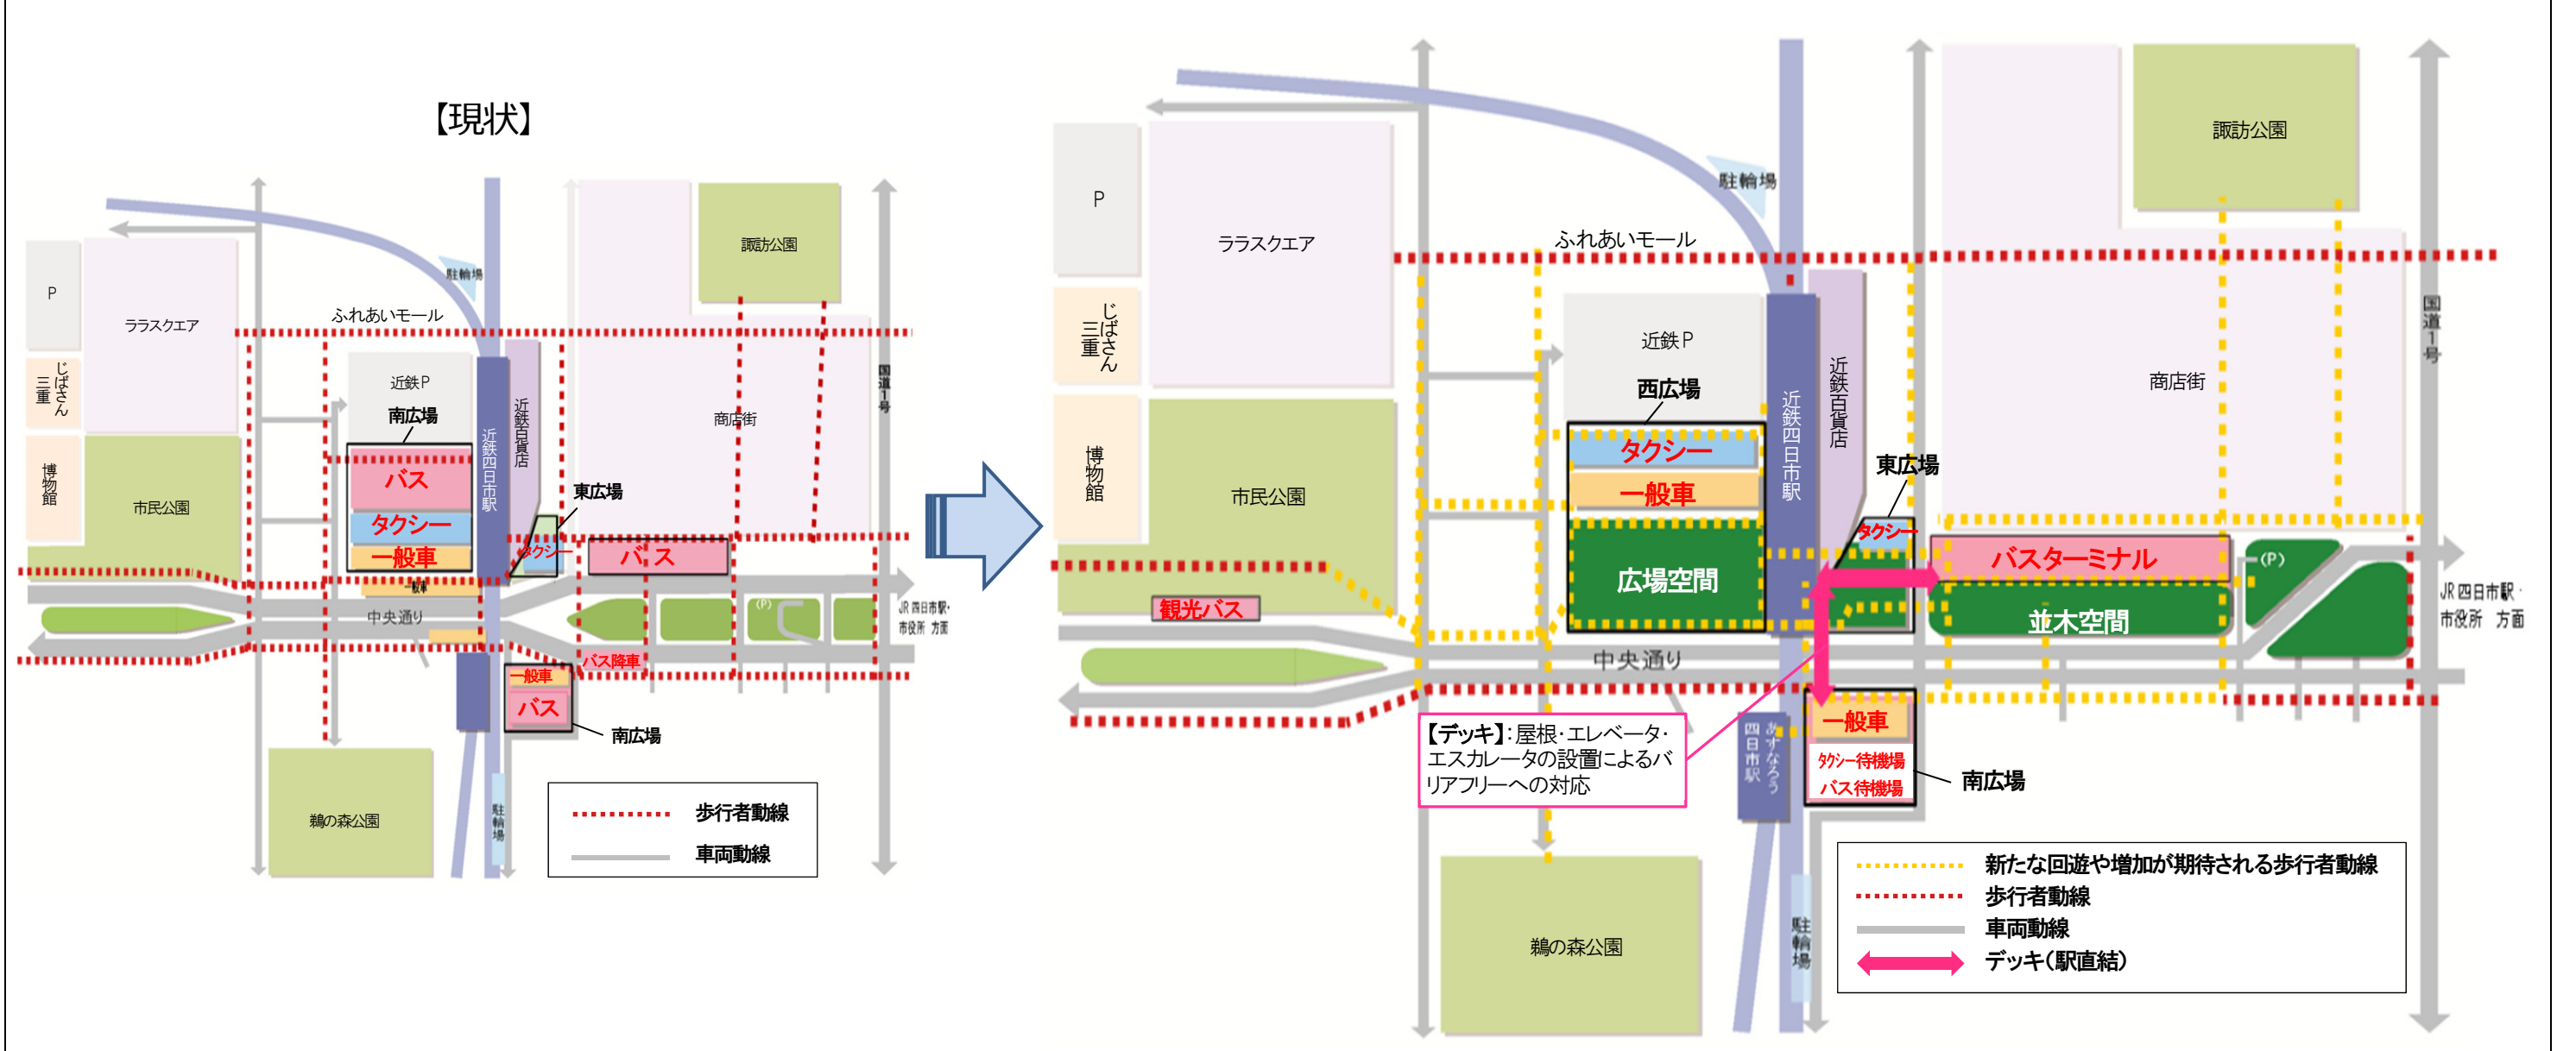 【現状】
諏訪公園
駐輪場
P
ララスクエア
ふれあいモール
じばさん
三重
近鉄P
南広場
近鉄百貨店
国道1号
商店街
近鉄四日市駅
博物館
バス
市民公園
東広場
タクシー
タクシー
バス
一般車
一般車
中央通り
(P)
JR四日市駅・
市役所 方面
バス降車
一般車
バス
南広場
鵜の森公園
駐輪場
歩行者動線
車両動線
諏訪公園
駐輪場
P
ララスクエア
ふれあいモール
じばさん
三重
国道1号
近鉄P
西広場
近鉄百貨店
商店街
近鉄四日市駅
博物館
タクシー
東広場
一般車
市民公園
タクシー
バスターミナル
(P)
広場空間
観光バス
並木空間
JR四日市駅・
市役所 方面
中央通り
【デッキ】：屋根・エレベータ・
エスカレータの設置によるバ
リアフリーへの対応
あすなろう
四日市駅
一般車
タクシー待機場
バス待機場
南広場
鵜の森公園
駐輪場
新たな回遊や増加が期待される歩行者動線
歩行者動線
車両動線
デッキ（駅直結）